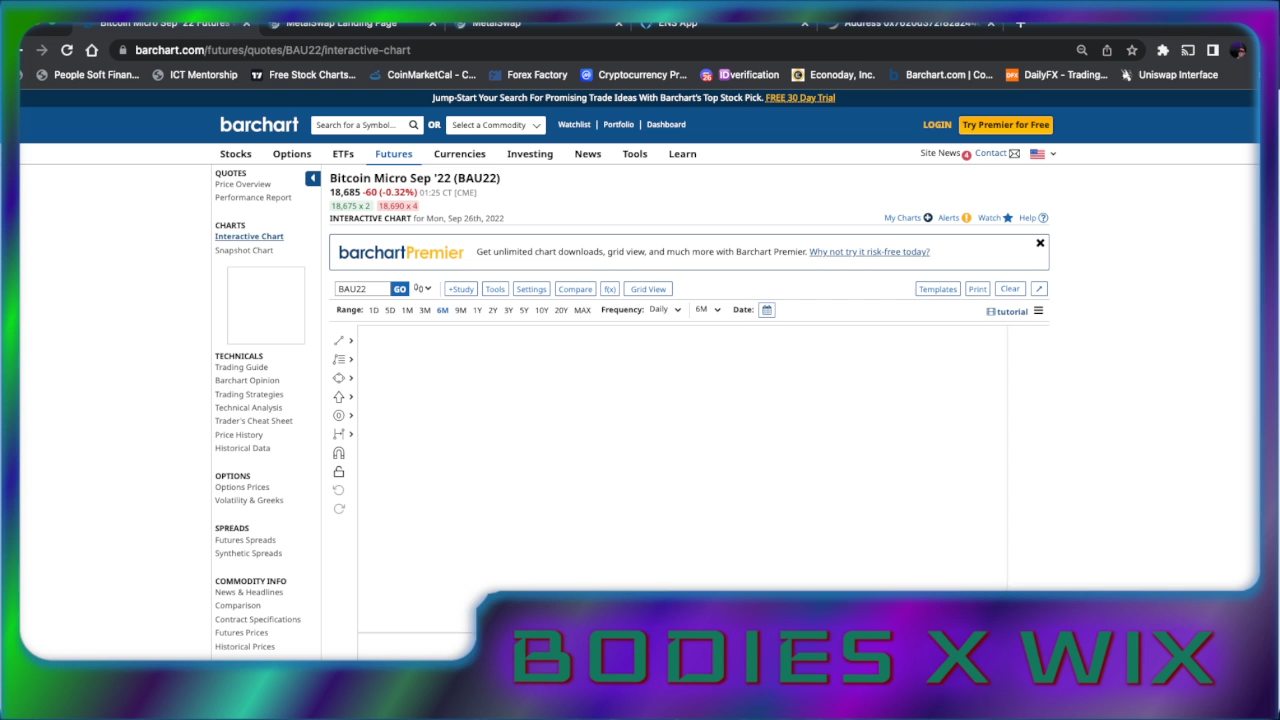 Bitcoin Micro Sep '22 Futures
MetalSwap Landing Page
MetalSwap
ENS App
barchart.com/futures/quotes/BAU22/interactive-chart
People Soft Finan...
ICT Mentorship
Free Stock Charts...
CoinMarketCal - C...
Forex Factory
Cryptocurrency Pr...
IDverification
Econoday, Inc.
Barchart.com | Co...
DailyFX - Trading...
Uniswap Interface
Jump-Start Your Search For Promising Trade Ideas With Barchart's Top Stock Pick. FREE 30 Day Trial
barchart
Search for a Symbol...
OR
Select a Commodity
Watchlist | Portfolio | Dashboard
LOGIN
Try Premier for Free
Stocks Options ETFs Futures Currencies Investing News Tools Learn
Site News 4 Contact
QUOTES
Price Overview
Performance Report
CHARTS
Interactive Chart
Snapshot Chart
TECHNICALS
Trading Guide
Barchart Opinion
Trading Strategies
Technical Analysis
Trader's Cheat Sheet
Price History
Historical Data
OPTIONS
Options Prices
Volatility & Greeks
SPREADS
Futures Spreads
Synthetic Spreads
COMMODITY INFO
News & Headlines
Comparison
Contract Specifications
Futures Prices
Historical Prices
Bitcoin Micro Sep '22 (BAU22)
18,685 -60 (-0.32%) 01:25 CT [CME]
18,675 x 2 18,690 x 4
INTERACTIVE CHART for Mon, Sep 26th, 2022
My Charts Alerts Watch Help
barchartPremier Get unlimited chart downloads, grid view, and much more with Barchart Premier. Why not try it risk-free today?
BAU22 GO +Study Tools Settings Compare f(x) Grid View Templates Print Clear
Range: 1D 5D 1M 3M 6M 9M 1Y 2Y 3Y 5Y 10Y 20Y MAX Frequency: Daily 6M Date: tutorial
BODIES X WIX